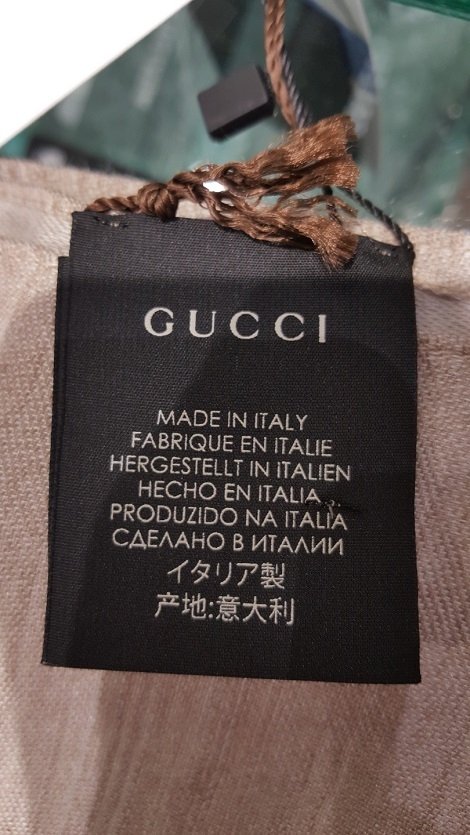 GUCCI
MADE IN ITALY
FABRIQUE EN ITALIE
HERGESTELLT IN ITALIEN
HECHO EN ITALIA
PRODUZIDO NA ITALIA
СДЕЛАНО В ИТАЛИИ
イタリア製
产地:意大利